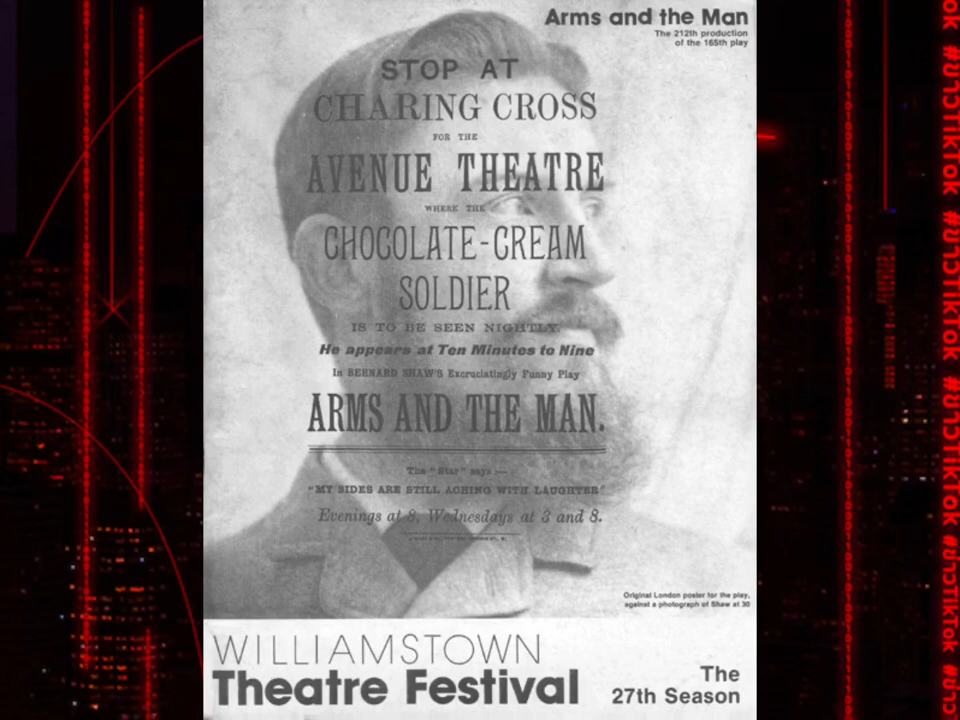 Arms and the Man
The 212th production
of the 165th play
STOP AT
CHARING CROSS
FOR THE
AVENUE THEATRE
WHERE THE
CHOCOLATE-CREAM
SOLDIER
IS TO BE SEEN NIGHTLY.
He appears at Ten Minutes to Nine
In BERNARD SHAW'S Excruciatingly Funny Play
ARMS AND THE MAN.
The "Star" says :—
"MY SIDES ARE STILL ACHING WITH LAUGHTER"
Evenings at 8, Wednesdays at 3 and 8.
Original London poster for the play,
against a photograph of Shaw at 30
WILLIAMSTOWN
Theatre Festival
The
27th Season